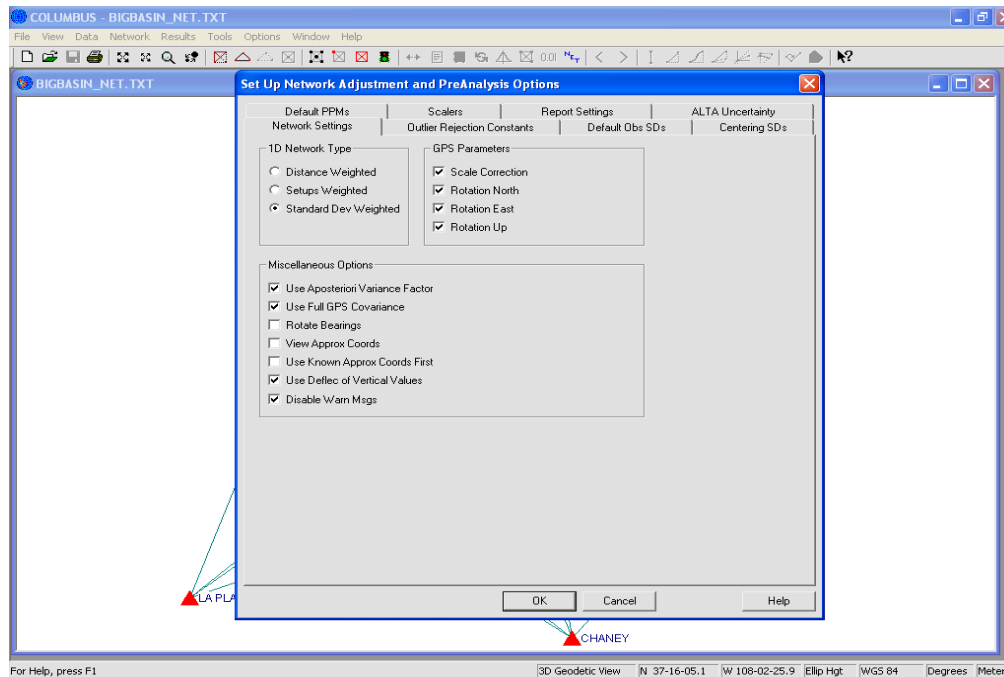 COLUMBUS - BIGBASIN_NET.TXT
File View Data Network Results Tools Options Window Help
0.01
BIGBASIN_NET.TXT
Set Up Network Adjustment and PreAnalysis Options
Default PPMs Scalers Report Settings ALTA Uncertainty
Network Settings Outlier Rejection Constants Default Obs SDs Centering SDs
1D Network Type
Distance Weighted
Setups Weighted
Standard Dev Weighted
GPS Parameters
Scale Correction
Rotation North
Rotation East
Rotation Up
Miscellaneous Options
Use Aposteriori Variance Factor
Use Full GPS Covariance
Rotate Bearings
View Approx Coords
Use Known Approx Coords First
Use Deflec of Vertical Values
Disable Warn Msgs
OK Cancel Help
LA PLA
CHANEY
For Help, press F1 3D Geodetic View N 37-16-05.1 W 108-02-25.9 Ellip Hgt WGS 84 Degrees Meter